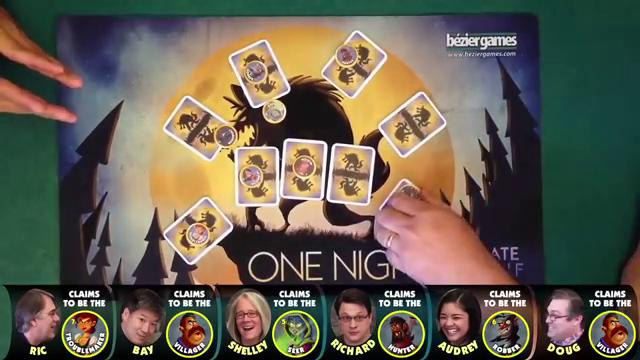 béziergames
www.beziergames.com
ONE NIG
ATE
LF
RIC
CLAIMS
TO BE THE
TROUBLEMAKER
BAY
CLAIMS
TO BE THE
VILLAGER
SHELLEY
CLAIMS
TO BE THE
SEER
RICHARD
CLAIMS
TO BE THE
HUNTER
AUDREY
CLAIMS
TO BE THE
ROBBER
DOUG
CLAIMS
TO BE THE
VILLAGER